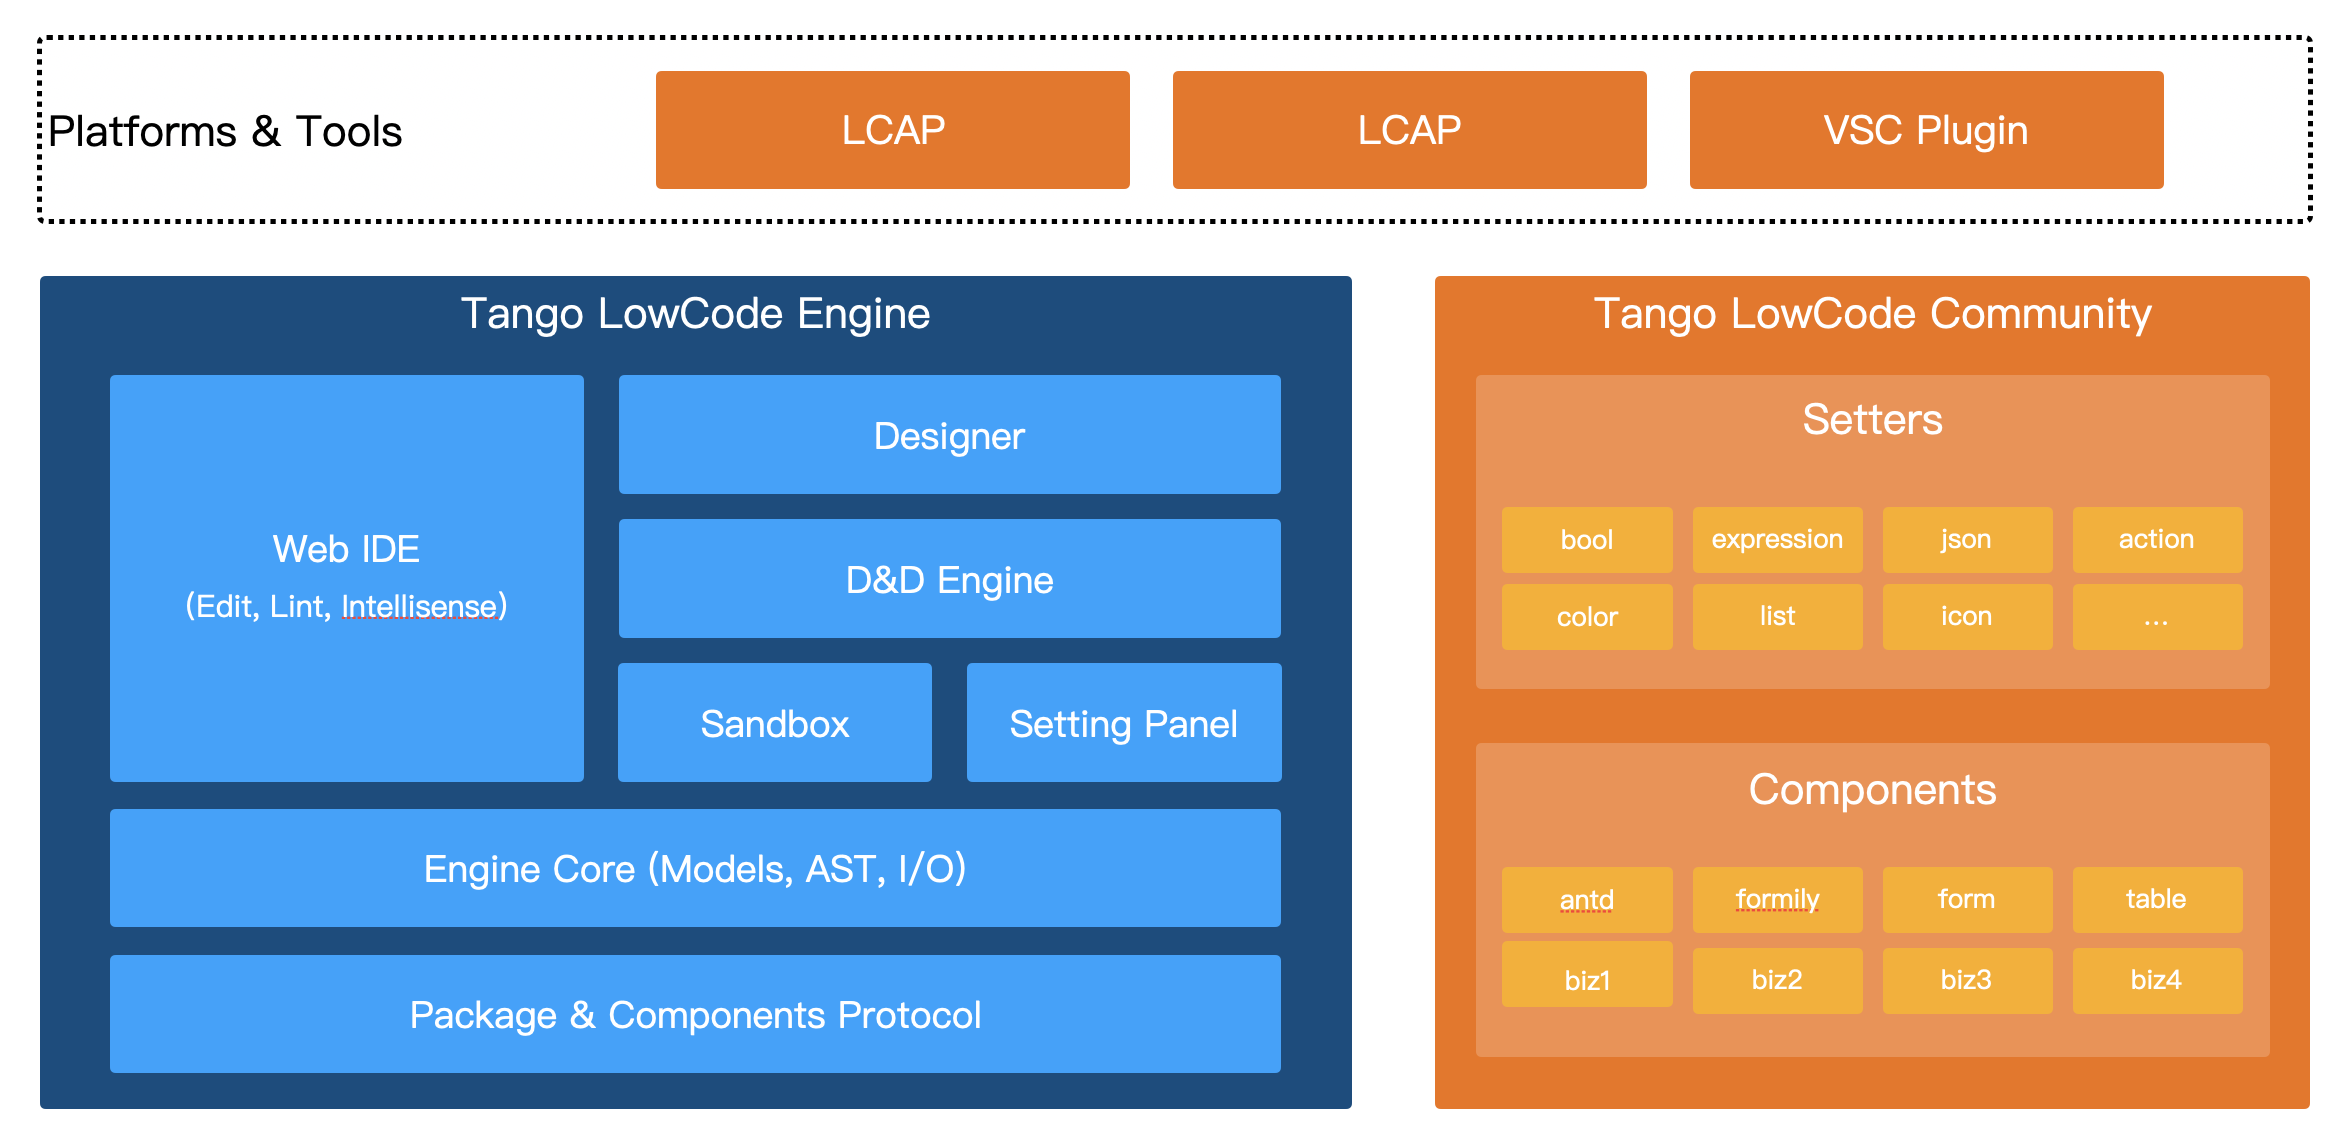 Platforms & Tools
LCAP
LCAP
VSC Plugin
Tango LowCode Engine
Web IDE
(Edit, Lint, Intellisense)
Designer
D&D Engine
Sandbox
Setting Panel
Engine Core (Models, AST, I/O)
Package & Components Protocol
Tango LowCode Community
Setters
bool
expression
json
action
color
list
icon
...
Components
antd
formily
form
table
biz1
biz2
biz3
biz4